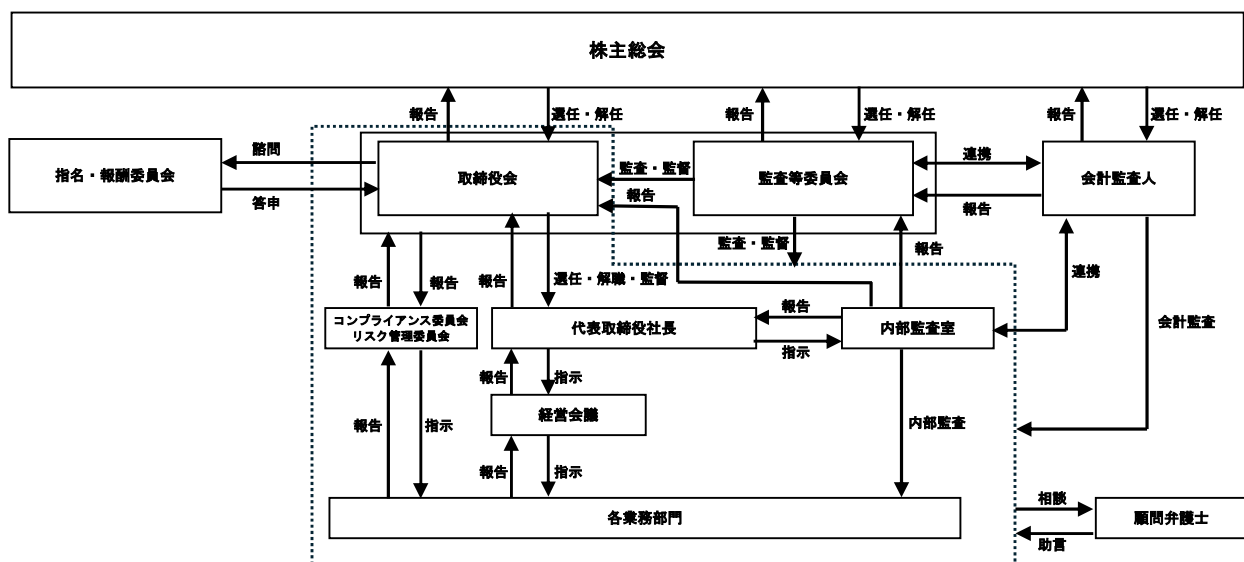 株主総会
報告
選任・解任
報告
選任・解任
報告
選任・解任
指名・報酬委員会
諮問
答申
取締役会
監査・監督
報告
監査等委員会
連携
報告
会計監査人
監査・監督
報告
報告
報告
報告
選任・解職・監督
連携
会計監査
コンプライアンス委員会
リスク管理委員会
代表取締役社長
報告
指示
内部監査室
報告
指示
経営会議
報告
指示
内部監査
報告
指示
各業務部門
相談
助言
顧問弁護士